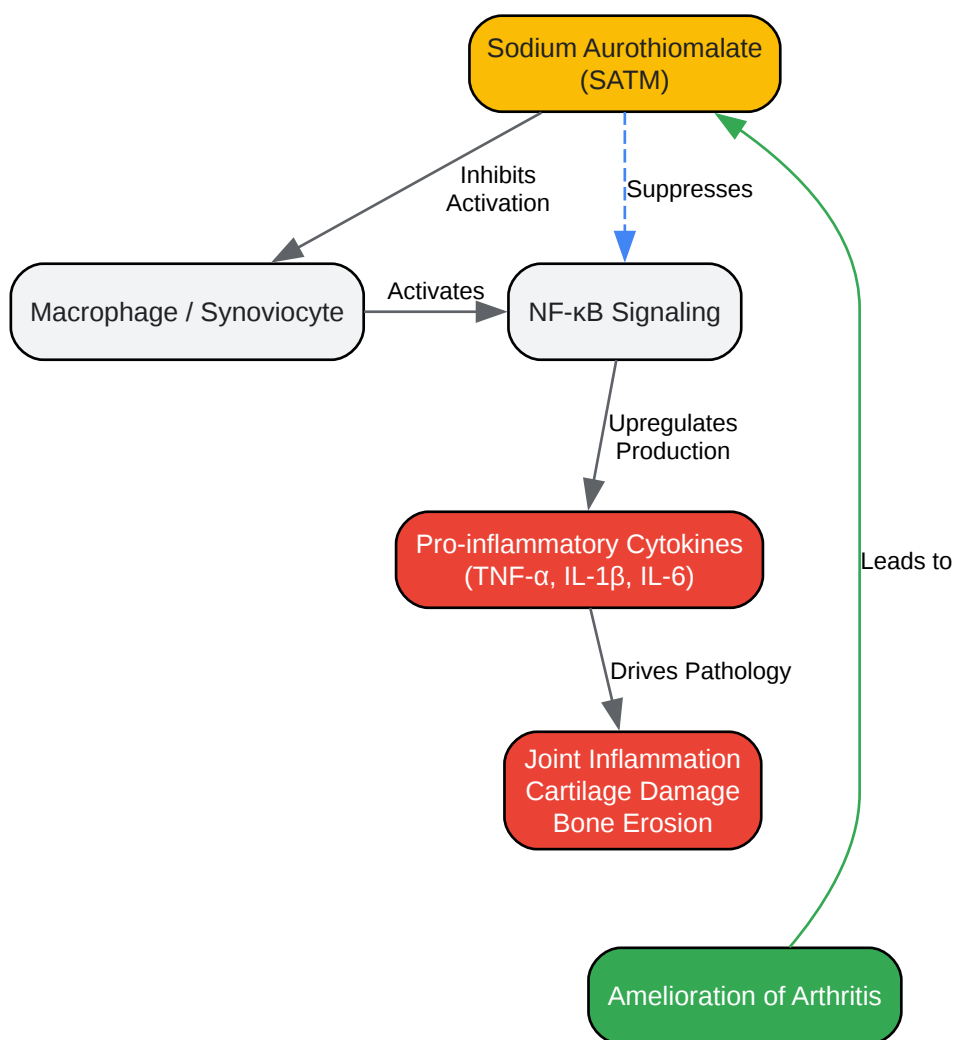 Sodium Aurothiomalate
(SATM)
Inhibits
Activation
Suppresses
Macrophage / Synoviocyte
Activates
NF-κB Signaling
Upregulates
Production
Pro-inflammatory Cytokines
(TNF-α, IL-1β, IL-6)
Leads to
Drives Pathology
Joint Inflammation
Cartilage Damage
Bone Erosion
Amelioration of Arthritis